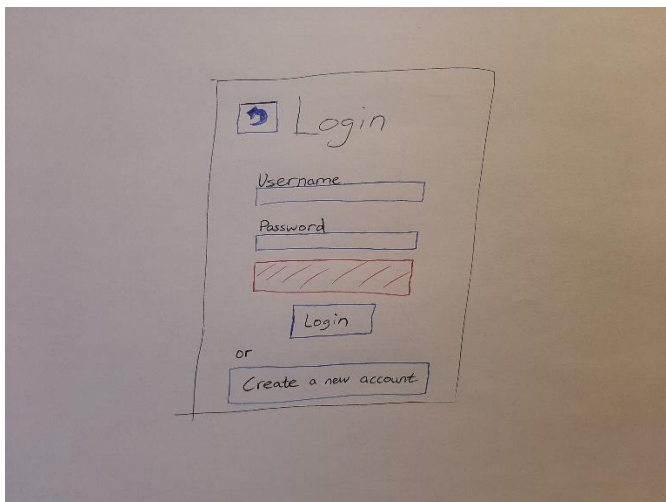 Login
Username
Password
Login
or
Create a new account